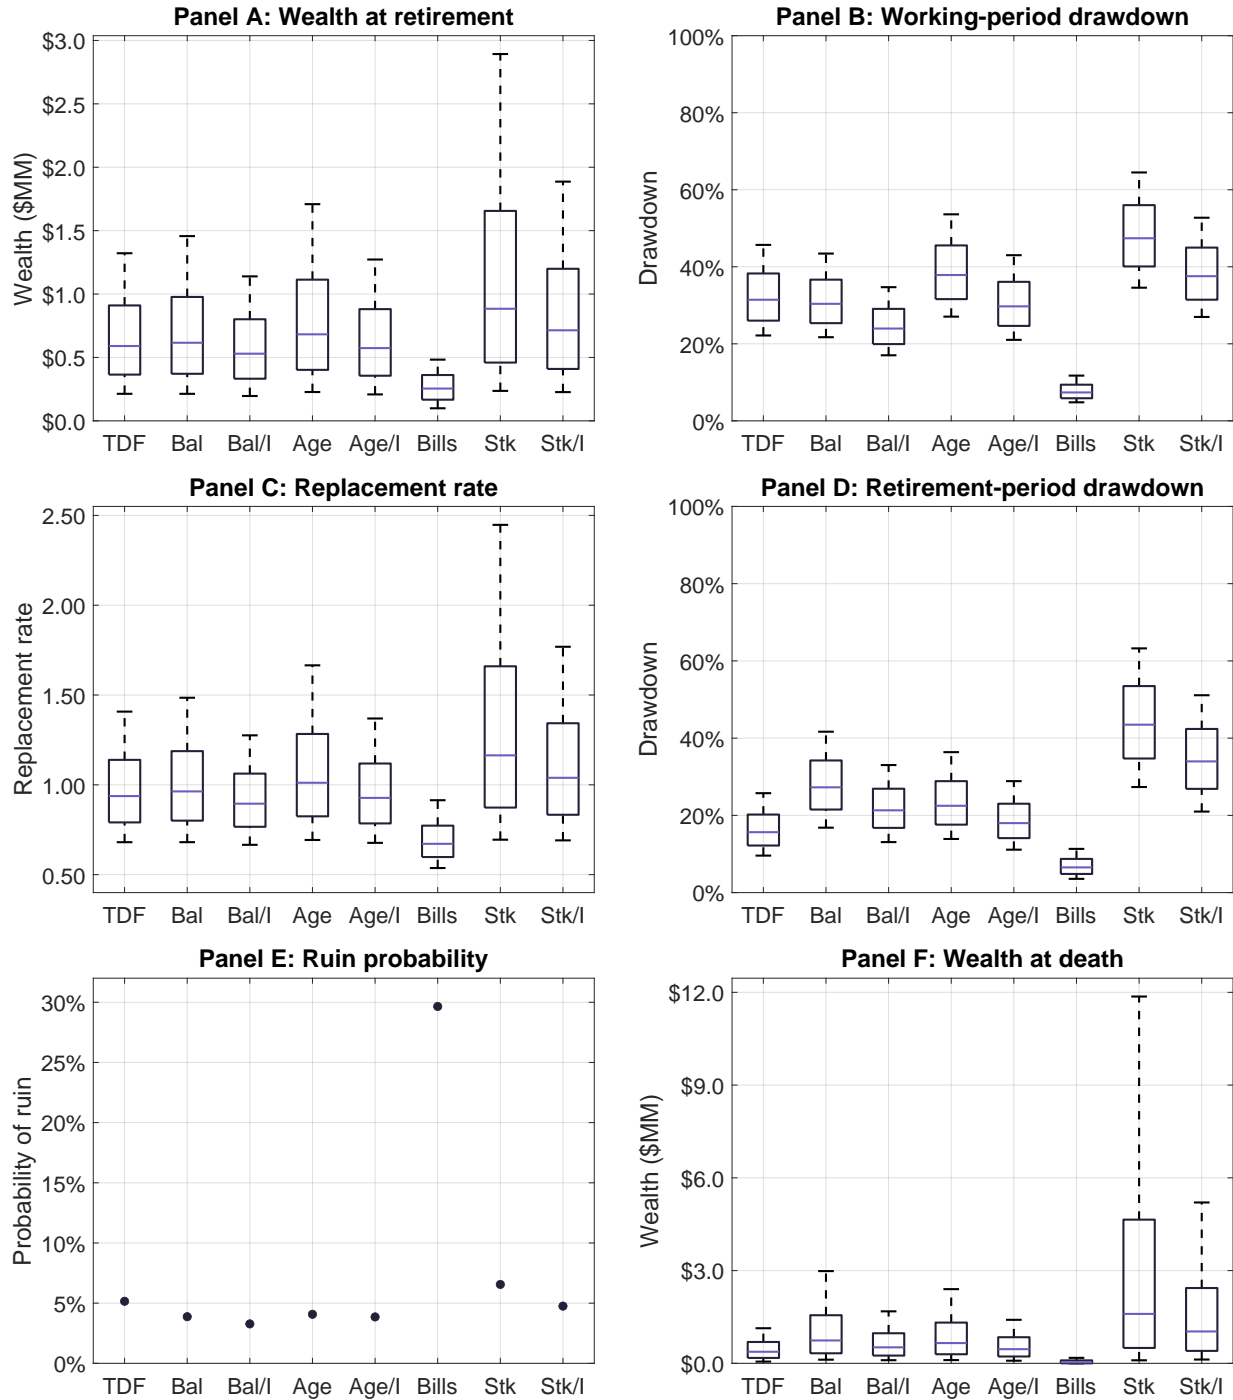 Panel A: Wealth at retirement
Wealth ($MM)
$3.0
$2.5
$2.0
$1.5
$1.0
$0.5
$0.0
TDF Bal Bal/I Age Age/I Bills Stk Stk/I
Panel B: Working-period drawdown
Drawdown
100%
80%
60%
40%
20%
0%
TDF Bal Bal/I Age Age/I Bills Stk Stk/I
Panel C: Replacement rate
Replacement rate
2.50
2.00
1.50
1.00
0.50
TDF Bal Bal/I Age Age/I Bills Stk Stk/I
Panel D: Retirement-period drawdown
Drawdown
100%
80%
60%
40%
20%
0%
TDF Bal Bal/I Age Age/I Bills Stk Stk/I
Panel E: Ruin probability
Probability of ruin
30%
25%
20%
15%
10%
5%
0%
TDF Bal Bal/I Age Age/I Bills Stk Stk/I
Panel F: Wealth at death
Wealth ($MM)
$12.0
$9.0
$6.0
$3.0
$0.0
TDF Bal Bal/I Age Age/I Bills Stk Stk/I